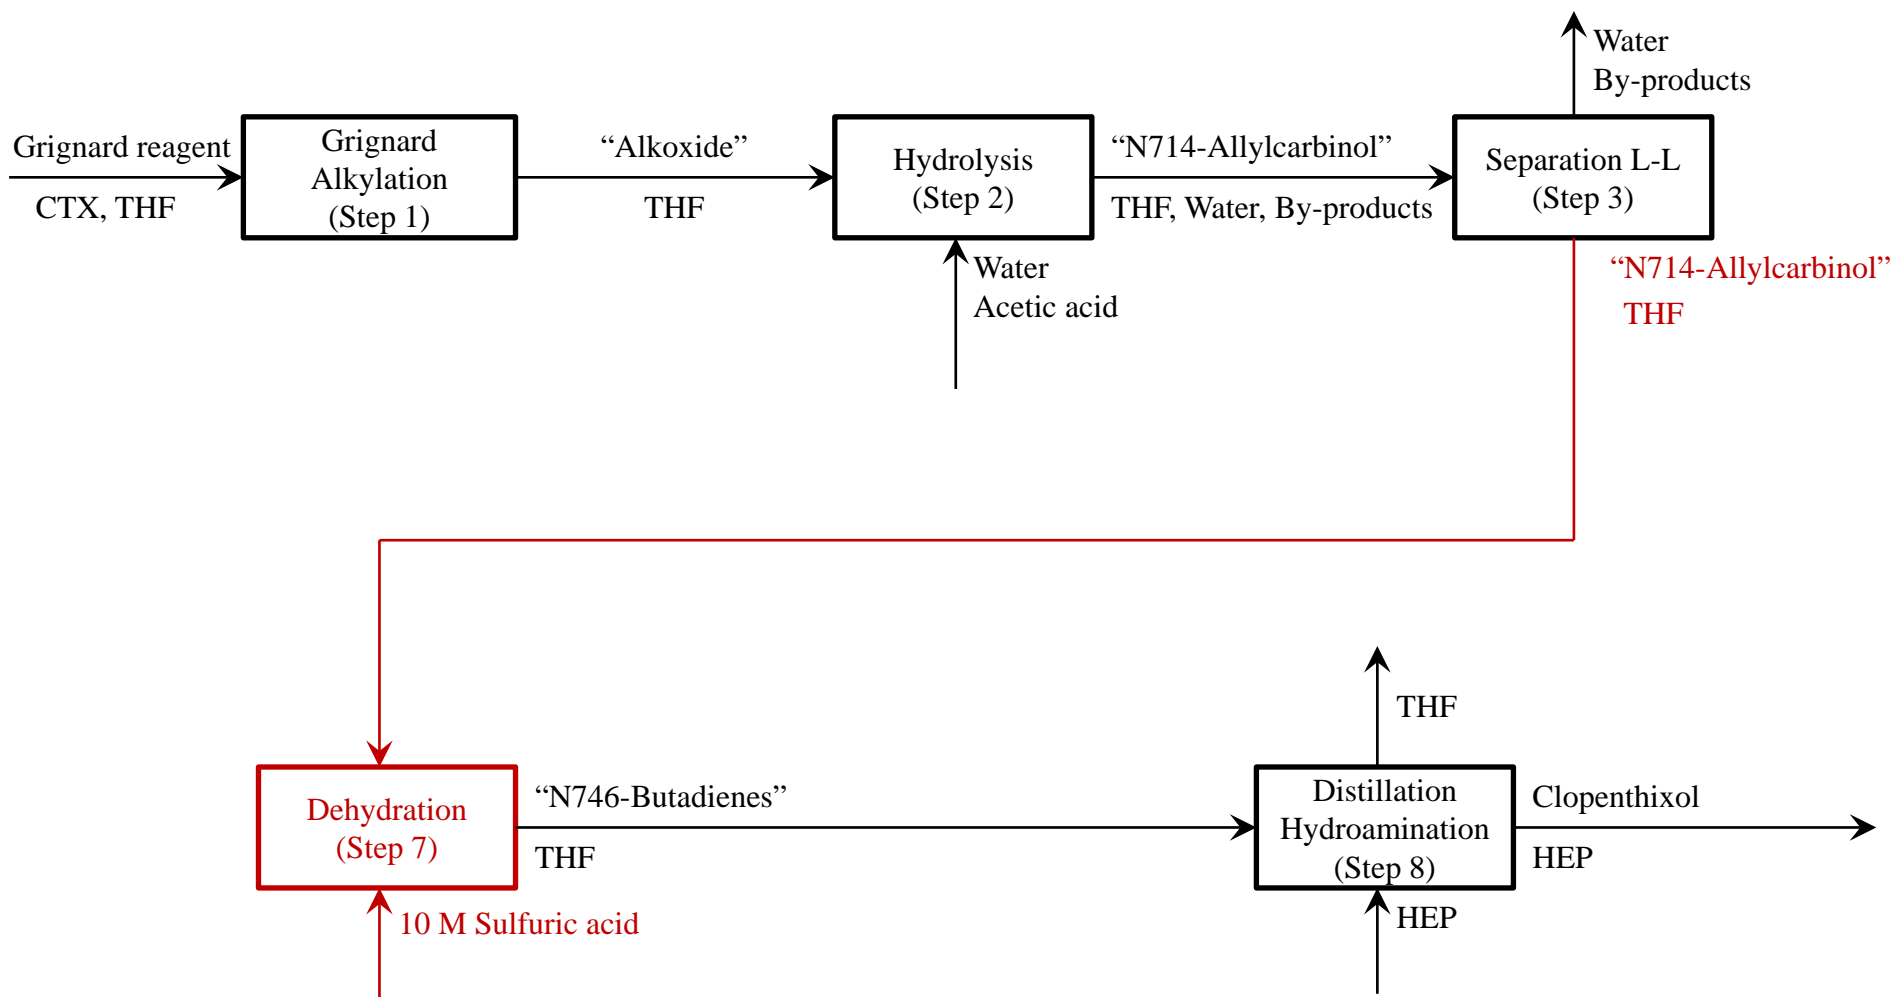 Grignard reagent
CTX, THF
Grignard
Alkylation
(Step 1)
“Alkoxide”
THF
Hydrolysis
(Step 2)
Water
Acetic acid
“N714-Allylcarbinol”
THF, Water, By-products
Separation L-L
(Step 3)
Water
By-products
“N714-Allylcarbinol”
THF
Dehydration
(Step 7)
10 M Sulfuric acid
“N746-Butadienes”
THF
Distillation
Hydroamination
(Step 8)
THF
HEP
Clopenthixol
HEP